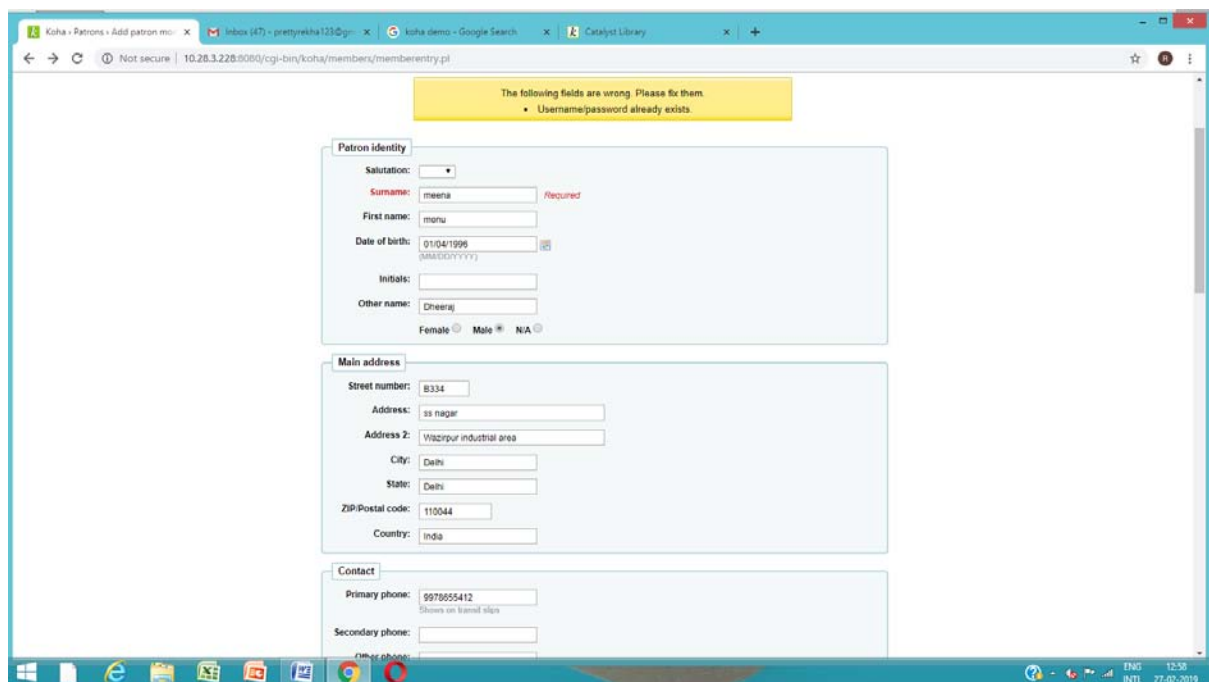 Koha › Patrons › Add patron mo
Inbox (47) - prettyrekha123@gm
koha demo - Google Search
Catalyst Library
Not secure | 10.28.3.228:8080/cgi-bin/koha/members/memberentry.pl
R
The following fields are wrong. Please fix them.
• Username/password already exists.
Patron identity
Salutation:
Surname: meena Required
First name: monu
Date of birth: 01/04/1996
(MM/DD/YYYY)
Initials:
Other name: Dheeraj
Female Male N/A
Main address
Street number: B334
Address: ss nagar
Address 2: Wazirpur industrial area
City: Delhi
State: Delhi
ZIP/Postal code: 110044
Country: India
Contact
Primary phone: 9978655412
Shows on transit slips
Secondary phone:
Other phone:
ENG 12:58
INTL 27-02-2019